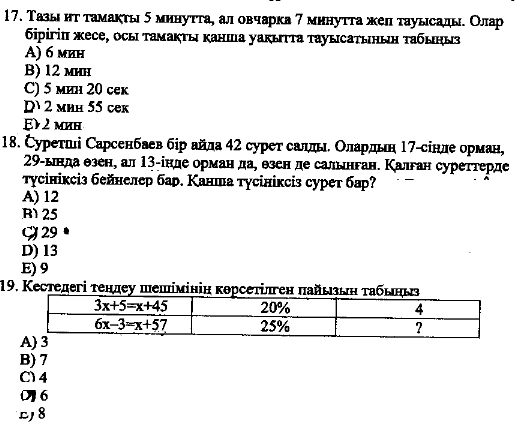 17. Тазы ит тамақты 5 минутта, ал овчарка 7 минутта жеп тауысады. Олар
бірігіп жесе, осы тамақты қанша уақытта тауысатынын табыңыз
A) 6 мин
B) 12 мин
C) 5 мин 20 сек
D) 2 мин 55 сек
E) 2 мин
18. Суретші Сарсенбаев бір айда 42 сурет салды. Олардың 17-сінде орман,
29-ында өзен, ал 13-інде орман да, өзен де салынған. Қалған суреттерде
түсініксіз бейнелер бар. Қанша түсініксіз сурет бар?
A) 12
B) 25
C) 29
D) 13
E) 9
19. Кестедегі теңдеу шешімінің көрсетілген пайызын табыңыз
3x+5=x+45 20% 4
6x–3=x+57 25% ?
A) 3
B) 7
C) 4
D) 6
E) 8